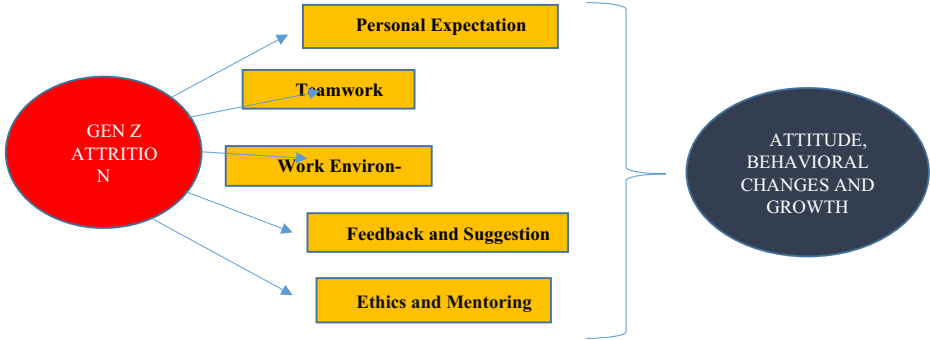 Personal Expectation
Teamwork
GEN Z
ATTRITIO
N
Work Environ-
Feedback and Suggestion
Ethics and Mentoring
ATTITUDE,
BEHAVIORAL
CHANGES AND
GROWTH